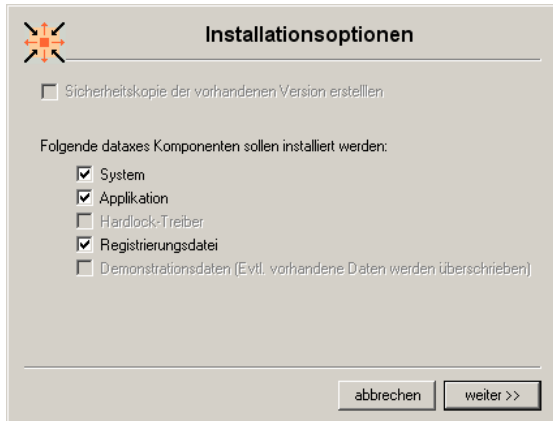 Installationsoptionen
Sicherheitskopie der vorhandenen Version erstelllen
Folgende dataxes Komponenten sollen installiert werden:
System
Applikation
Hardlock-Treiber
Registrierungsdatei
Demonstrationsdaten (Evtl. vorhandene Daten werden überschrieben)
abbrechen weiter >>